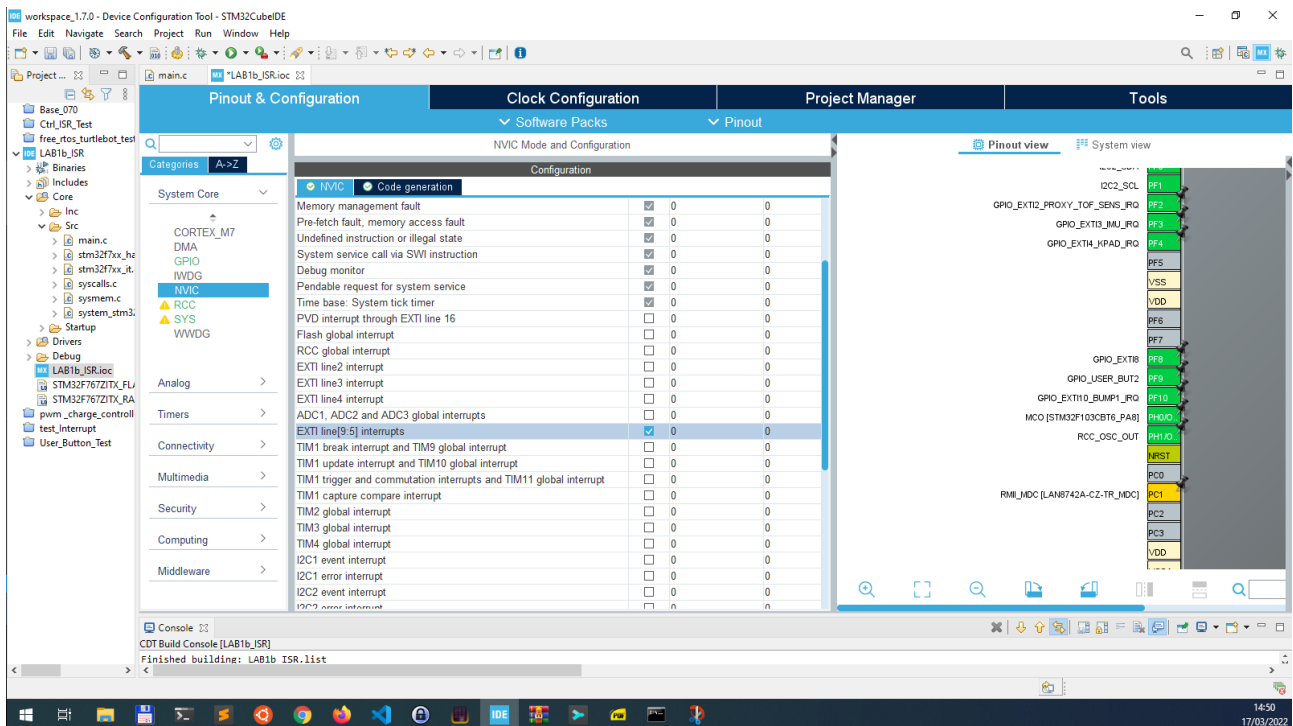 workspace_1.7.0 - Device Configuration Tool - STM32CubeIDE
File Edit Navigate Search Project Run Window Help
Project ...
main.c
*LAB1b_ISR.ioc
Base_070
Ctrl_ISR_Test
free_rtos_turtlebot_test
LAB1b_ISR
Binaries
Includes
Core
Inc
Src
main.c
stm32f7xx_ha
stm32f7xx_it.
syscalls.c
sysmem.c
system_stm32
Startup
Drivers
Debug
LAB1b_ISR.ioc
STM32F767ZITX_FLA
STM32F767ZITX_RA
pwm_charge_controll
test_Interrupt
User_Button_Test
Pinout & Configuration
Clock Configuration
Project Manager
Tools
Software Packs
Pinout
Categories
A->Z
System Core
CORTEX_M7
DMA
GPIO
IWDG
NVIC
RCC
SYS
WWDG
Analog
Timers
Connectivity
Multimedia
Security
Computing
Middleware
NVIC Mode and Configuration
Configuration
NVIC
Code generation
Memory management fault 0 0
Pre-fetch fault, memory access fault 0 0
Undefined instruction or illegal state 0 0
System service call via SWI instruction 0 0
Debug monitor 0 0
Pendable request for system service 0 0
Time base: System tick timer 0 0
PVD interrupt through EXTI line 16 0 0
Flash global interrupt 0 0
RCC global interrupt 0 0
EXTI line2 interrupt 0 0
EXTI line3 interrupt 0 0
EXTI line4 interrupt 0 0
ADC1, ADC2 and ADC3 global interrupts 0 0
EXTI line[9:5] interrupts 0 0
TIM1 break interrupt and TIM9 global interrupt 0 0
TIM1 update interrupt and TIM10 global interrupt 0 0
TIM1 trigger and commutation interrupts and TIM11 global interrupt 0 0
TIM1 capture compare interrupt 0 0
TIM2 global interrupt 0 0
TIM3 global interrupt 0 0
TIM4 global interrupt 0 0
I2C1 event interrupt 0 0
I2C1 error interrupt 0 0
I2C2 event interrupt 0 0
I2C2 error interrupt 0 0
Pinout view
System view
I2C2_SCL PF1
GPIO_EXTI2_PROXY_TOF_SENS_IRQ PF2
GPIO_EXTI3_IMU_IRQ PF3
GPIO_EXTI4_KPAD_IRQ PF4
PF5
VSS
VDD
PF6
PF7
GPIO_EXTI8 PF8
GPIO_USER_BUT2 PF9
GPIO_EXTI10_BUMP1_IRQ PF10
MCO [STM32F103CBT6_PA8] PH0/O..
RCC_OSC_OUT PH1/O..
NRST
PC0
RMII_MDC [LAN8742A-CZ-TR_MDC] PC1
PC2
PC3
VDD
Console
CDT Build Console [LAB1b_ISR]
Finished building: LAB1b_ISR.list
IDE
14:50
17/03/2022